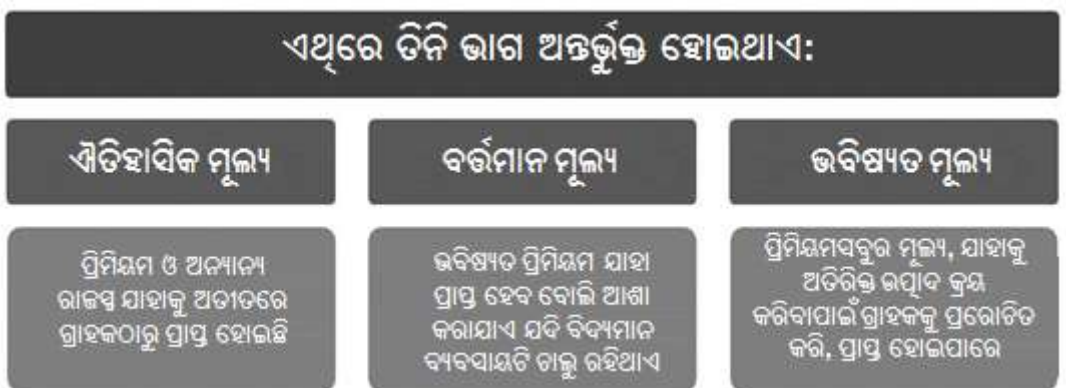 ଏଥିରେ ତିନି ଭାଗ ଅନ୍ତର୍ଭୁକ୍ତ ହୋଇଥାଏ:
ଐତିହାସିକ ମୂଲ୍ୟ
ପ୍ରିମିୟମ ଓ ଅନ୍ୟାନ୍ୟ
ରାଜସ୍ୱ ଯାହାକୁ ଅତୀତରେ
ଗ୍ରାହକଠାରୁ ପ୍ରାପ୍ତ ହୋଇଛି
ବର୍ତ୍ତମାନ ମୂଲ୍ୟ
ଭବିଷ୍ୟତ ପ୍ରିମିୟମ ଯାହା
ପ୍ରାପ୍ତ ହେବ ବୋଲି ଆଶା
କରାଯାଏ ଯଦି ବିଦ୍ୟମାନ
ବ୍ୟବସାୟଟି ଚାଲୁ ରହିଥାଏ
ଭବିଷ୍ୟତ ମୂଲ୍ୟ
ପ୍ରିମିୟମସବୁର ମୂଲ୍ୟ, ଯାହାକୁ
ଅତିରିକ୍ତ ଉତ୍ପାଦ କ୍ରୟ
କରିବାପାଇଁ ଗ୍ରାହକକୁ ପ୍ରରୋଚିତ
କରି, ପ୍ରାପ୍ତ ହୋଇପାରେ